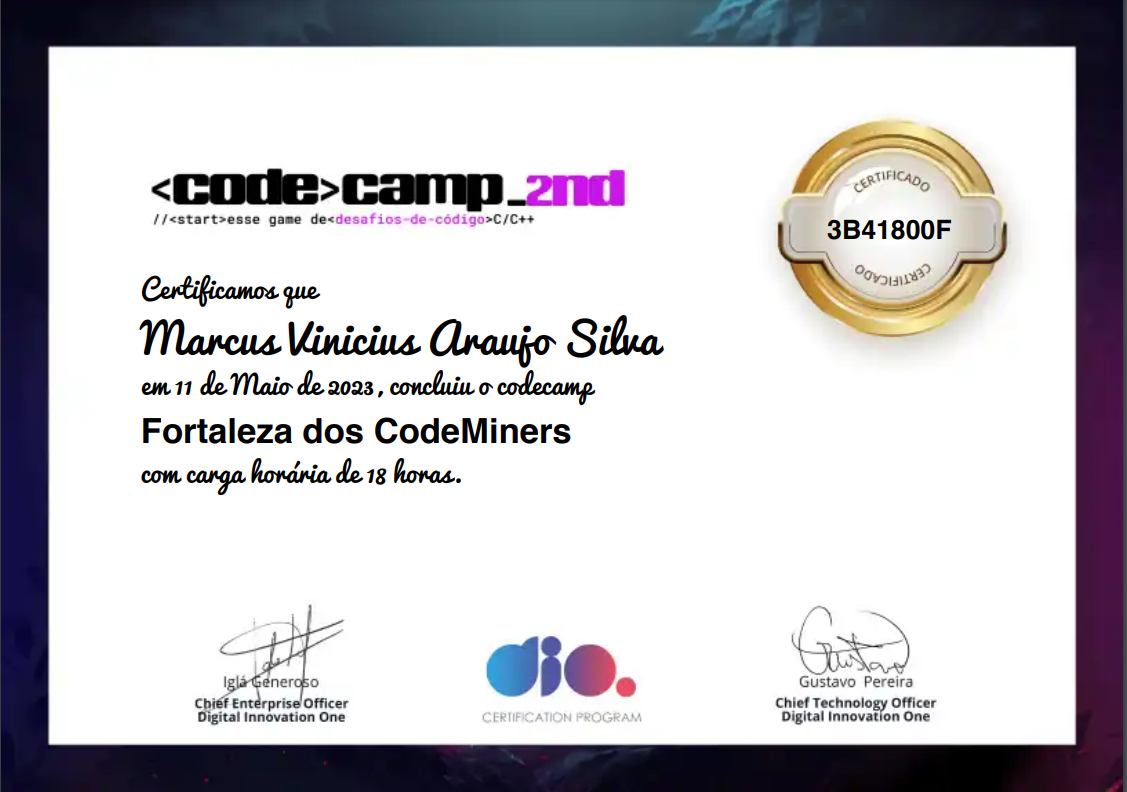 <code>camp_2nd
//<start>esse game de<desafios-de-código>C/C++
CERTIFICADO
3B41800F
CERTIFICADO
Certificamos que
Marcus Vinicius Araujo Silva
em 11 de Maio de 2023, concluiu o codecamp
Fortaleza dos CodeMiners
com carga horária de 18 horas.
Iglá Generoso
Chief Enterprise Officer
Digital Innovation One
dio.
CERTIFICATION PROGRAM
Gustavo
Gustavo Pereira
Chief Technology Officer
Digital Innovation One